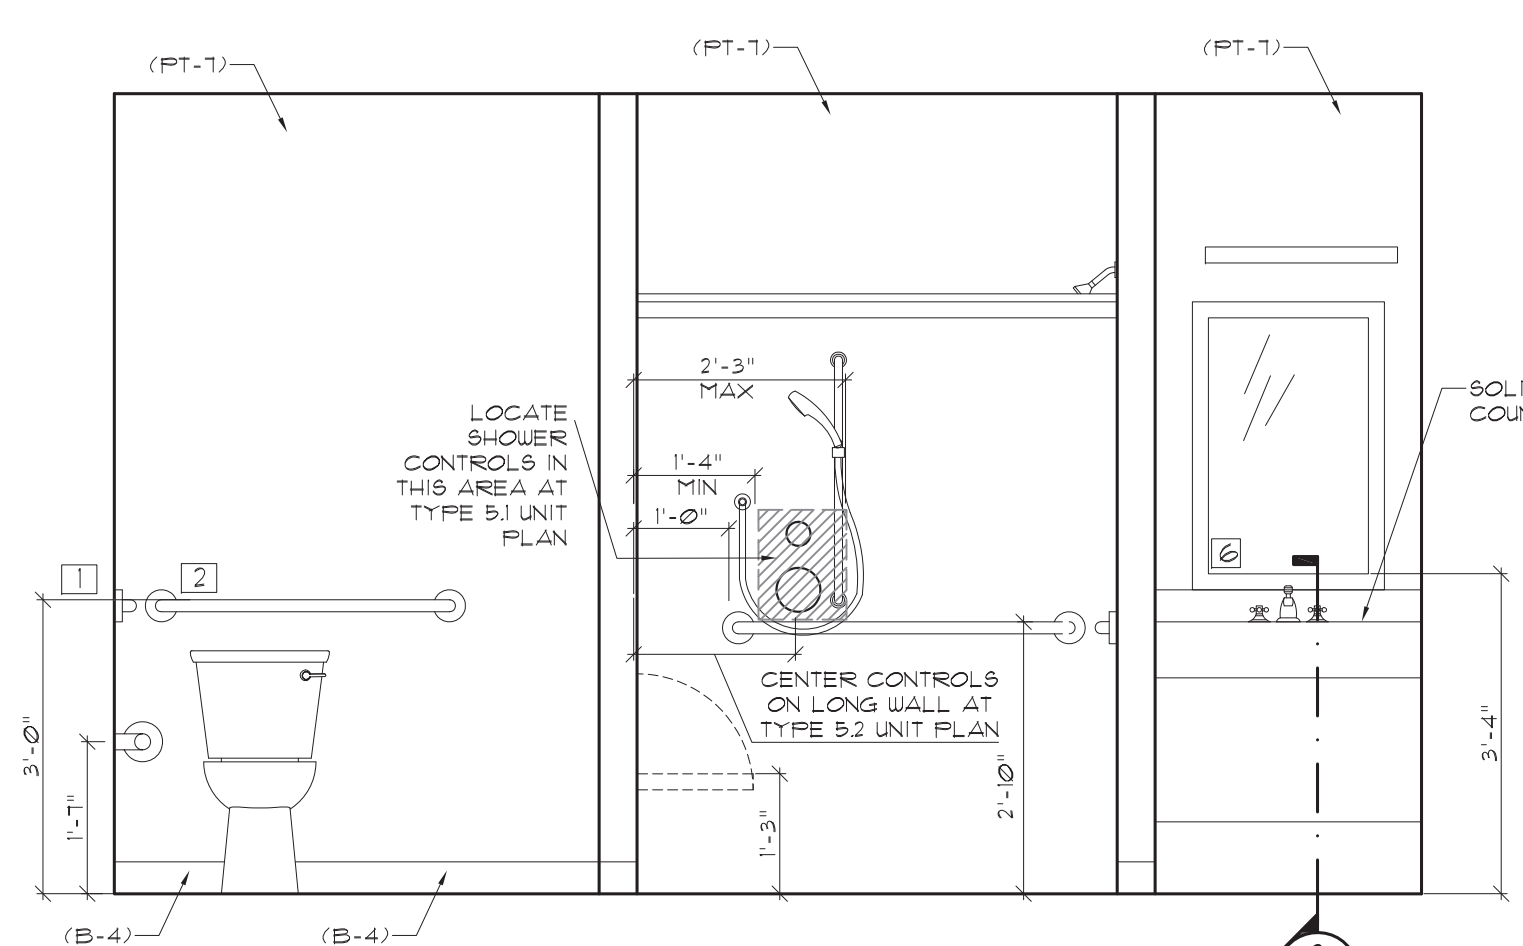 (PT-7)
(PT-7)
(PT-7)
2'-3"
MAX
LOCATE
SHOWER
CONTROLS IN
THIS AREA AT
TYPE 5.1 UNIT
PLAN
1'-4"
MIN
1'-0"
SOLI
COUN
1
2
6
CENTER CONTROLS
ON LONG WALL AT
TYPE 5.2 UNIT PLAN
3'-0"
1'-7"
1'-3"
2'-10"
3'-4"
(B-4)
(B-4)